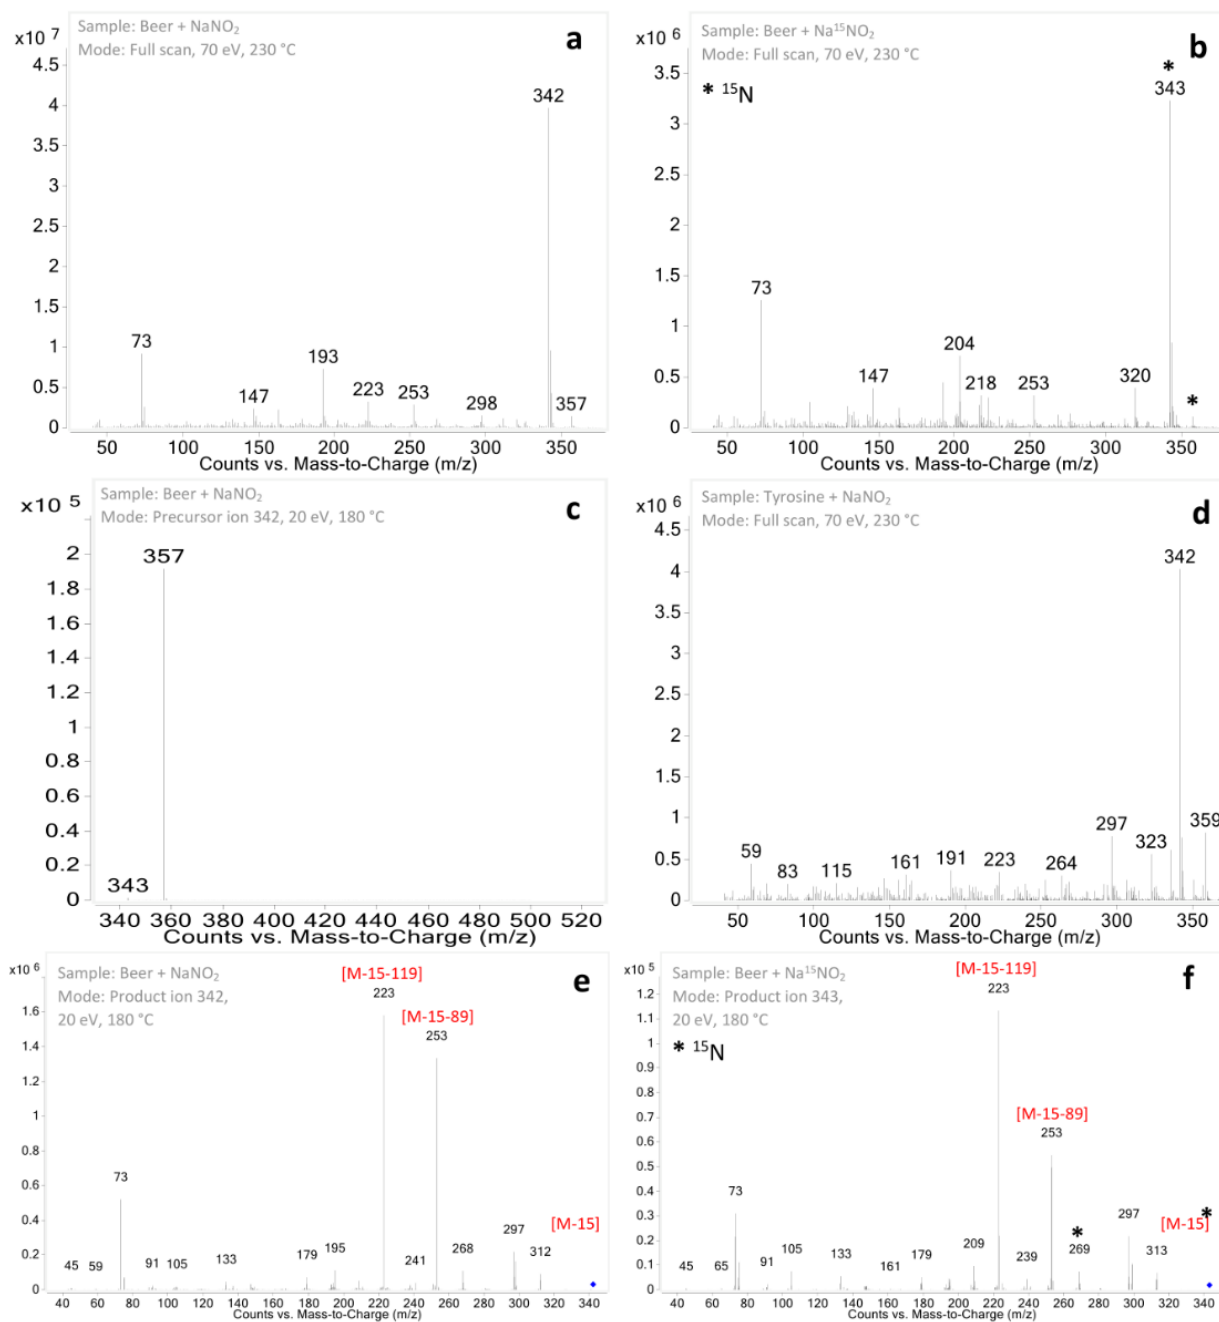 a
Sample: Beer + NaNO₂
Mode: Full scan, 70 eV, 230 °C
x10 ⁷
4.5
4
3.5
3
2.5
2
1.5
1
0.5
0
342
73
147
193
223
253
298
357
50 100 150 200 250 300 350
Counts vs. Mass-to-Charge (m/z)
b
Sample: Beer + Na¹⁵NO₂
Mode: Full scan, 70 eV, 230 °C
* ¹⁵N
x10 ⁶
3.5
3
2.5
2
1.5
1
0.5
0
*
343
73
147
204
218
253
320
*
50 100 150 200 250 300 350
Counts vs. Mass-to-Charge (m/z)
c
Sample: Beer + NaNO₂
Mode: Precursor ion 342, 20 eV, 180 °C
x10 ⁵
2
1.8
1.6
1.4
1.2
1
0.8
0.6
0.4
0.2
0
357
343
340 360 380 400 420 440 460 480 500 520
Counts vs. Mass-to-Charge (m/z)
d
Sample: Tyrosine + NaNO₂
Mode: Full scan, 70 eV, 230 °C
x10 ⁶
4.5
4
3.5
3
2.5
2
1.5
1
0.5
0
342
59
83
115
161
191
223
264
297
323
359
50 100 150 200 250 300 350
Counts vs. Mass-to-Charge (m/z)
e
Sample: Beer + NaNO₂
Mode: Product ion 342,
20 eV, 180 °C
x10 ⁶
1.6
1.4
1.2
1
0.8
0.6
0.4
0.2
0
[M-15-119]
223
[M-15-89]
253
73
[M-15]
45 59 91 105 133 179 195 241 268 297 312
40 60 80 100 120 140 160 180 200 220 240 260 280 300 320 340
Counts vs. Mass-to-Charge (m/z)
f
Sample: Beer + Na¹⁵NO₂
Mode: Product ion 343,
20 eV, 180 °C
* ¹⁵N
x10 ⁵
1.2
1.1
1
0.9
0.8
0.7
0.6
0.5
0.4
0.3
0.2
0.1
0
[M-15-119]
223
[M-15-89]
253
73
*
*
[M-15]
45 65 91 105 133 161 179 209 239 269 297 313
40 60 80 100 120 140 160 180 200 220 240 260 280 300 320 340
Counts vs. Mass-to-Charge (m/z)